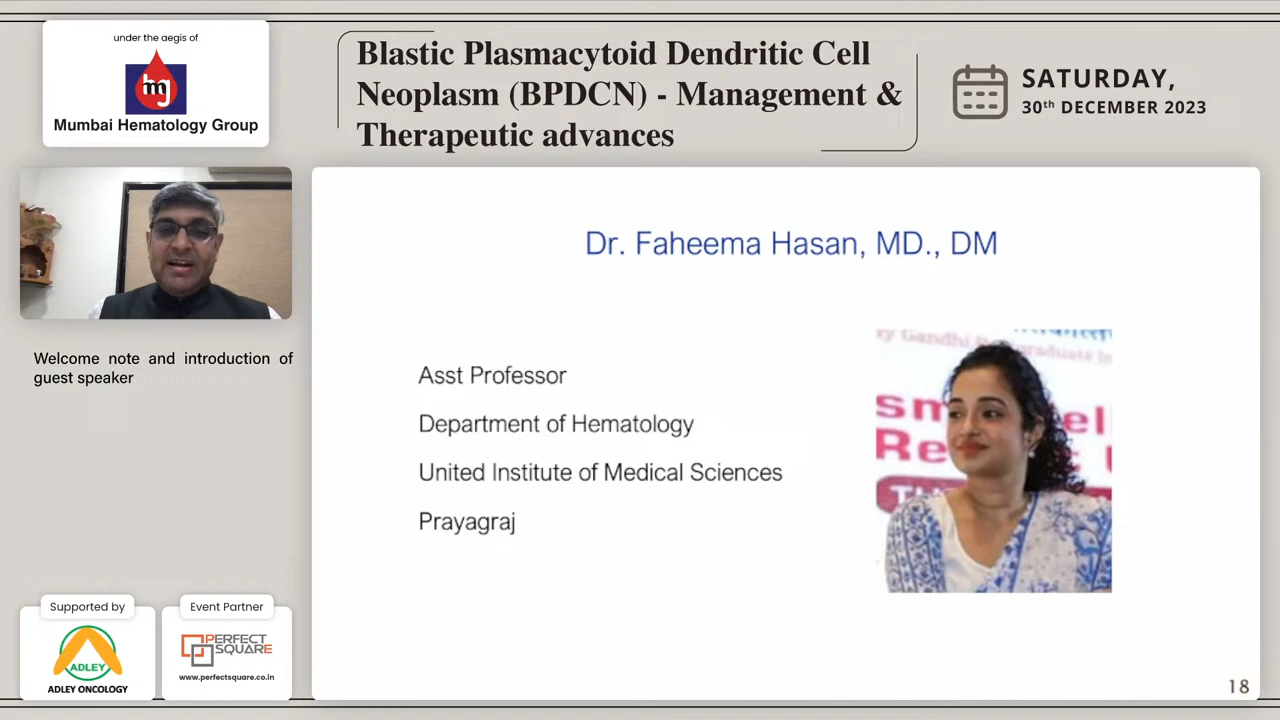 under the aegis of
mg
Mumbai Hematology Group
Blastic Plasmacytoid Dendritic Cell
Neoplasm (BPDCN) - Management &
Therapeutic advances
SATURDAY,
30th DECEMBER 2023
Welcome note and introduction of
guest speaker
Dr. Faheema Hasan, MD., DM
Asst Professor
Department of Hematology
United Institute of Medical Sciences
Prayagraj
Gandhi
graduate
Supported by
ADLEY
ADLEY ONCOLOGY
Event Partner
PERFECT
SQUARE
www.perfectsquare.co.in
18